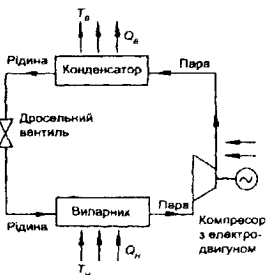 Tв Qв
Рідина
Конденсатор
Пара
Дросельний
вентиль
Рідина
Випарник
Пара
Компресор
з електро-
двигуном
Tн Qн